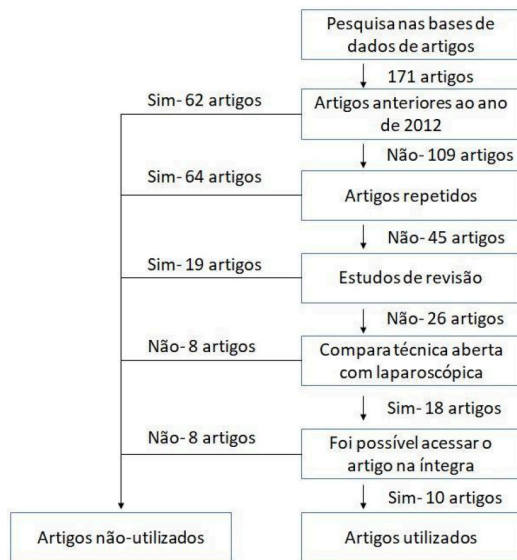 Pesquisa nas bases de
dados de artigos
171 artigos
Sim- 62 artigos
Artigos anteriores ao ano
de 2012
Não- 109 artigos
Sim- 64 artigos
Artigos repetidos
Não- 45 artigos
Sim- 19 artigos
Estudos de revisão
Não- 26 artigos
Não- 8 artigos
Compara técnica aberta
com laparoscópica
Sim- 18 artigos
Não- 8 artigos
Foi possível acessar o
artigo na íntegra
Sim- 10 artigos
Artigos não-utilizados
Artigos utilizados